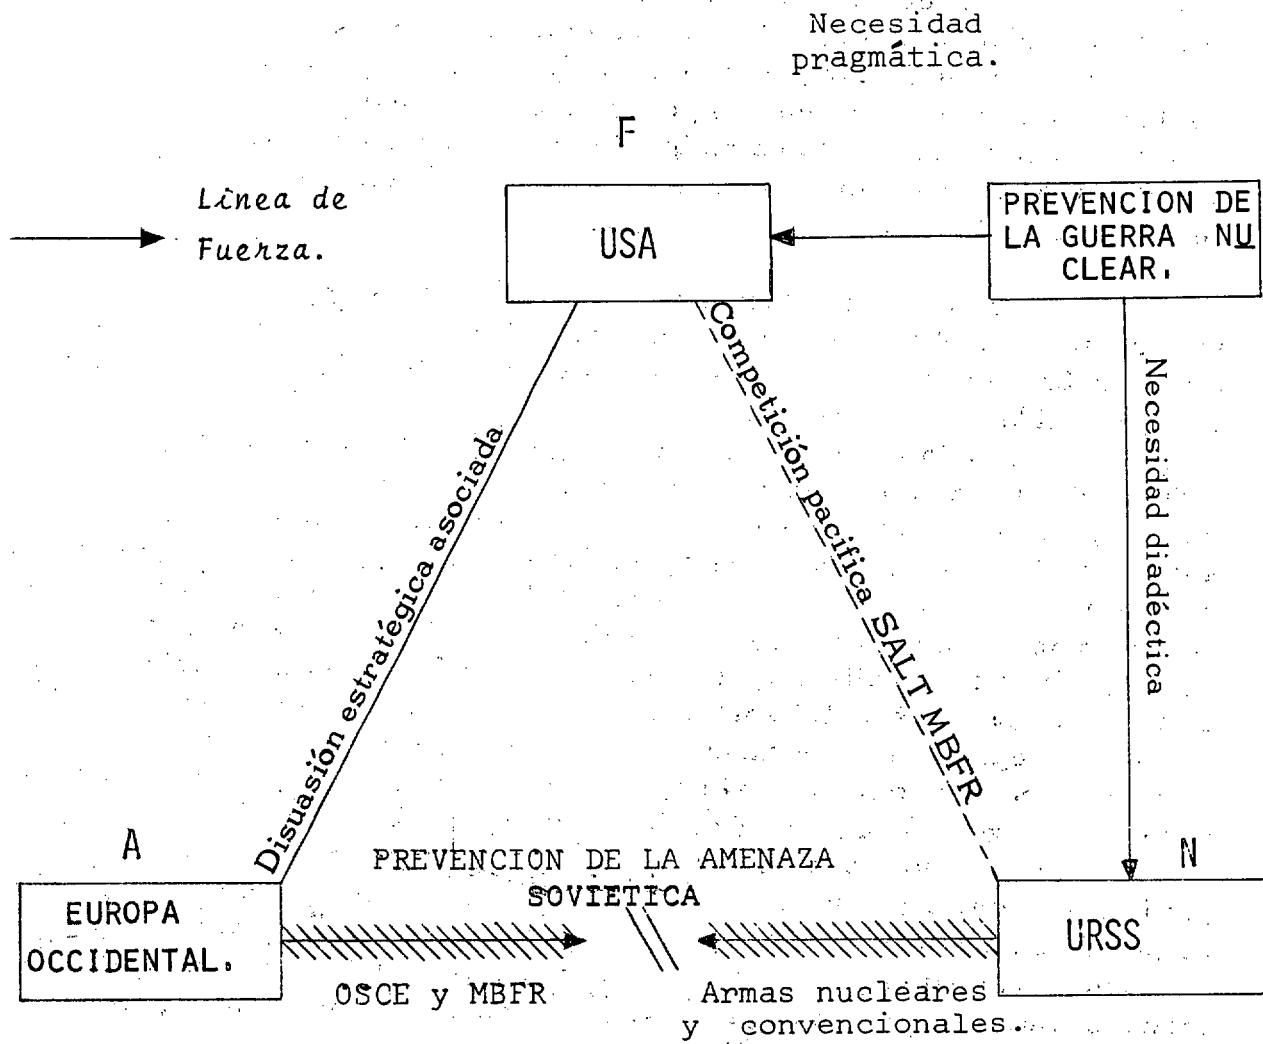 Necesidad
pragmática.
F
Línea de
Fuerza.
USA
PREVENCION DE
LA GUERRA NU
CLEAR.
Disuasión estratégica asociada
Competición pacifica SALT MBFR
Necesidad diadéctica
A
N
PREVENCION DE LA AMENAZA
SOVIETICA
EUROPA
OCCIDENTAL.
URSS
OSCE y MBFR
Armas nucleares
y convencionales.